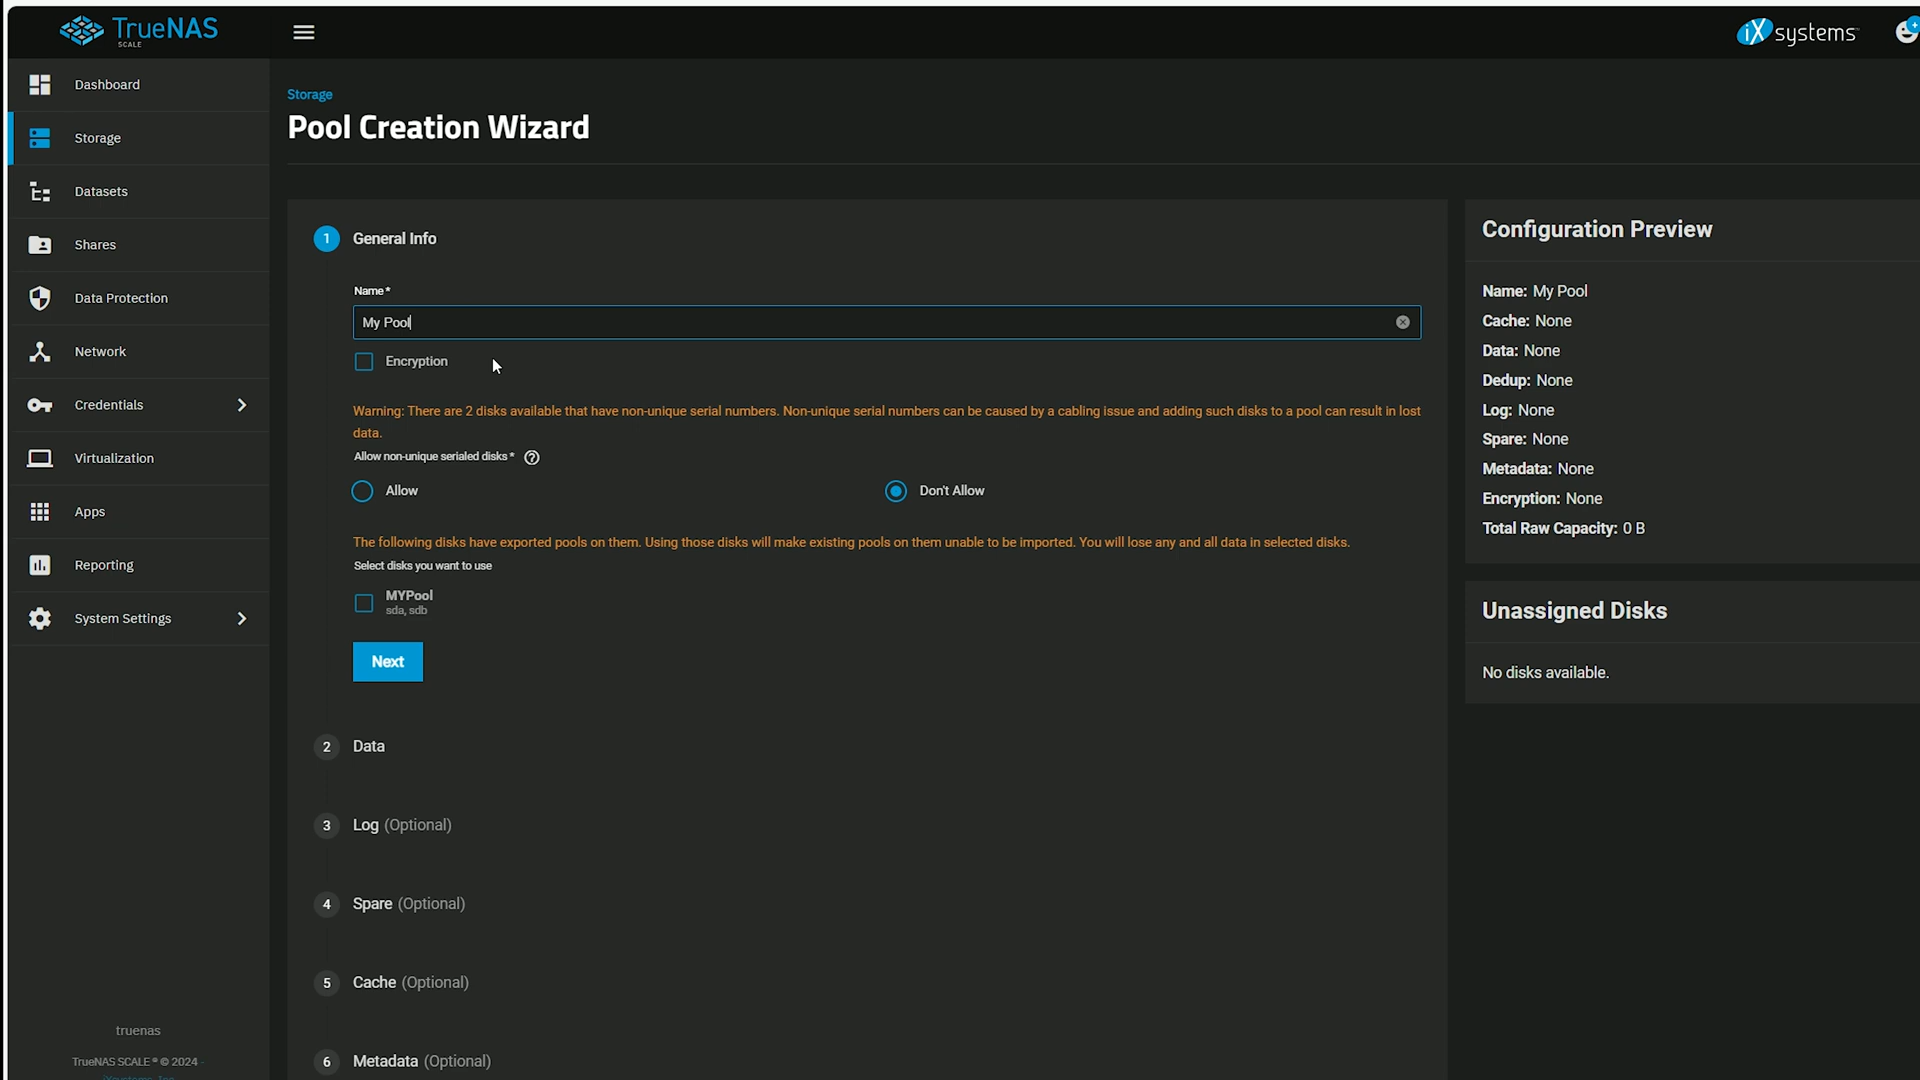 TrueNAS
SCALE
iXsystems
Dashboard
Storage
Datasets
Shares
Data Protection
Network
Credentials
Virtualization
Apps
Reporting
System Settings
truenas
TrueNAS SCALE ® © 2024 -
Storage
Pool Creation Wizard
1 General Info
Name *
My Pool
Encryption
Warning: There are 2 disks available that have non-unique serial numbers. Non-unique serial numbers can be caused by a cabling issue and adding such disks to a pool can result in lost
data.
Allow non-unique serialed disks *
Allow
Don't Allow
The following disks have exported pools on them. Using those disks will make existing pools on them unable to be imported. You will lose any and all data in selected disks.
Select disks you want to use
MYPool
sda, sdb
Next
2 Data
3 Log (Optional)
4 Spare (Optional)
5 Cache (Optional)
6 Metadata (Optional)
Configuration Preview
Name: My Pool
Cache: None
Data: None
Dedup: None
Log: None
Spare: None
Metadata: None
Encryption: None
Total Raw Capacity: 0 B
Unassigned Disks
No disks available.